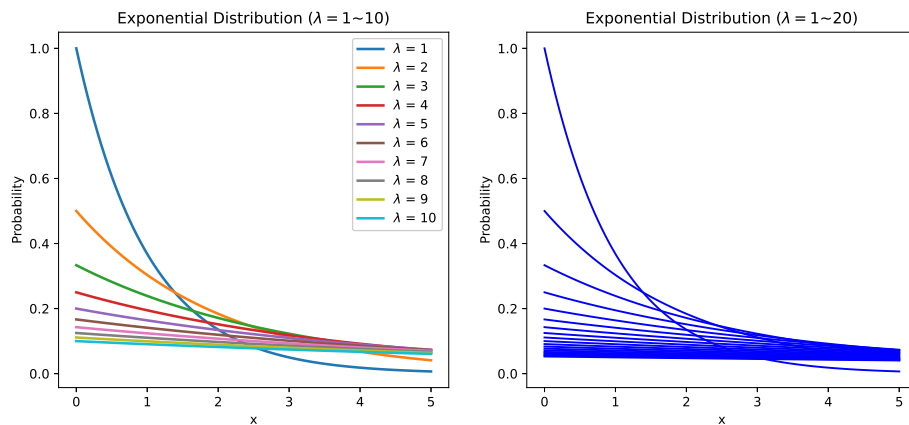 Exponential Distribution (λ = 1~10)
Probability
1.0
0.8
0.6
0.4
0.2
0.0
λ = 1
λ = 2
λ = 3
λ = 4
λ = 5
λ = 6
λ = 7
λ = 8
λ = 9
λ = 10
0 1 2 3 4 5
x
Exponential Distribution (λ = 1~20)
Probability
1.0
0.8
0.6
0.4
0.2
0.0
0 1 2 3 4 5
x